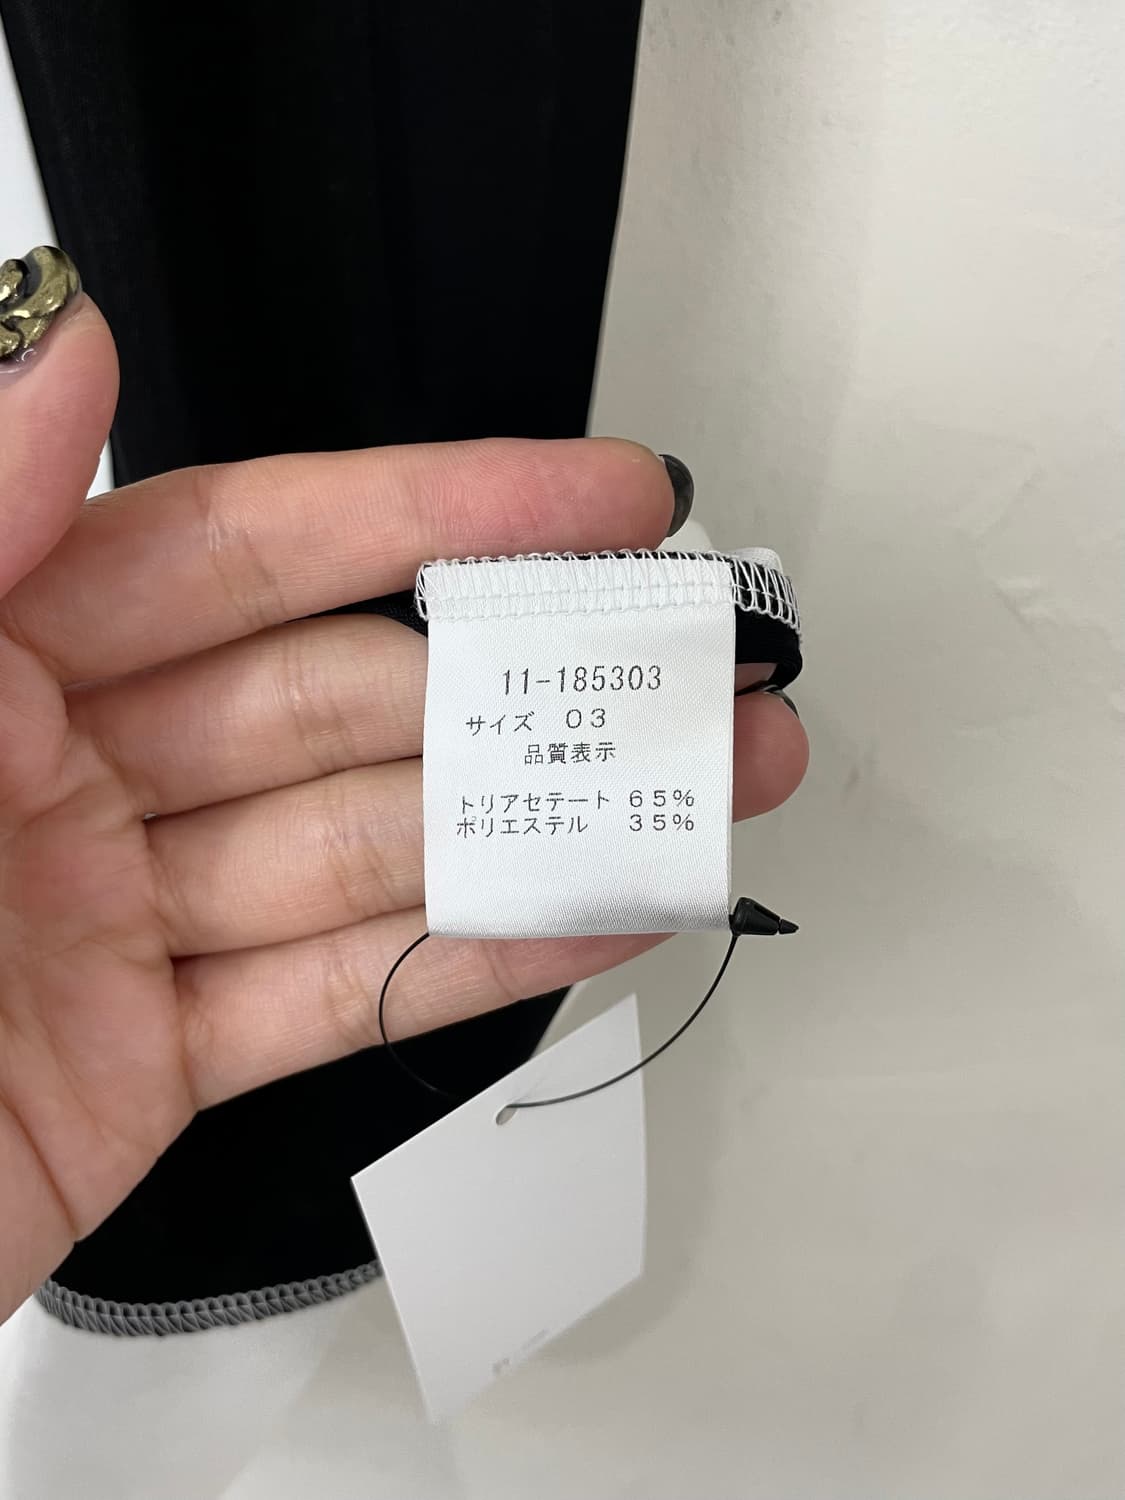 11-185303
サイズ　03
品質表示
トリアセテート 65%
ポリエステル　35%